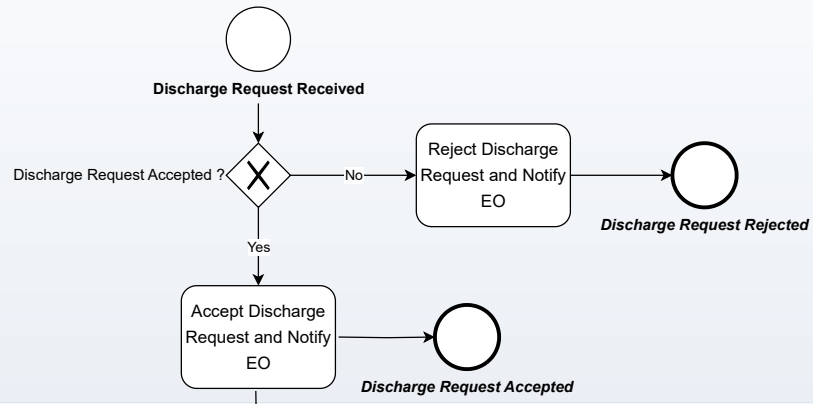 Discharge Request Received
Discharge Request Accepted ?
No
Reject Discharge
Request and Notify
EO
Discharge Request Rejected
Yes
Accept Discharge
Request and Notify
EO
Discharge Request Accepted